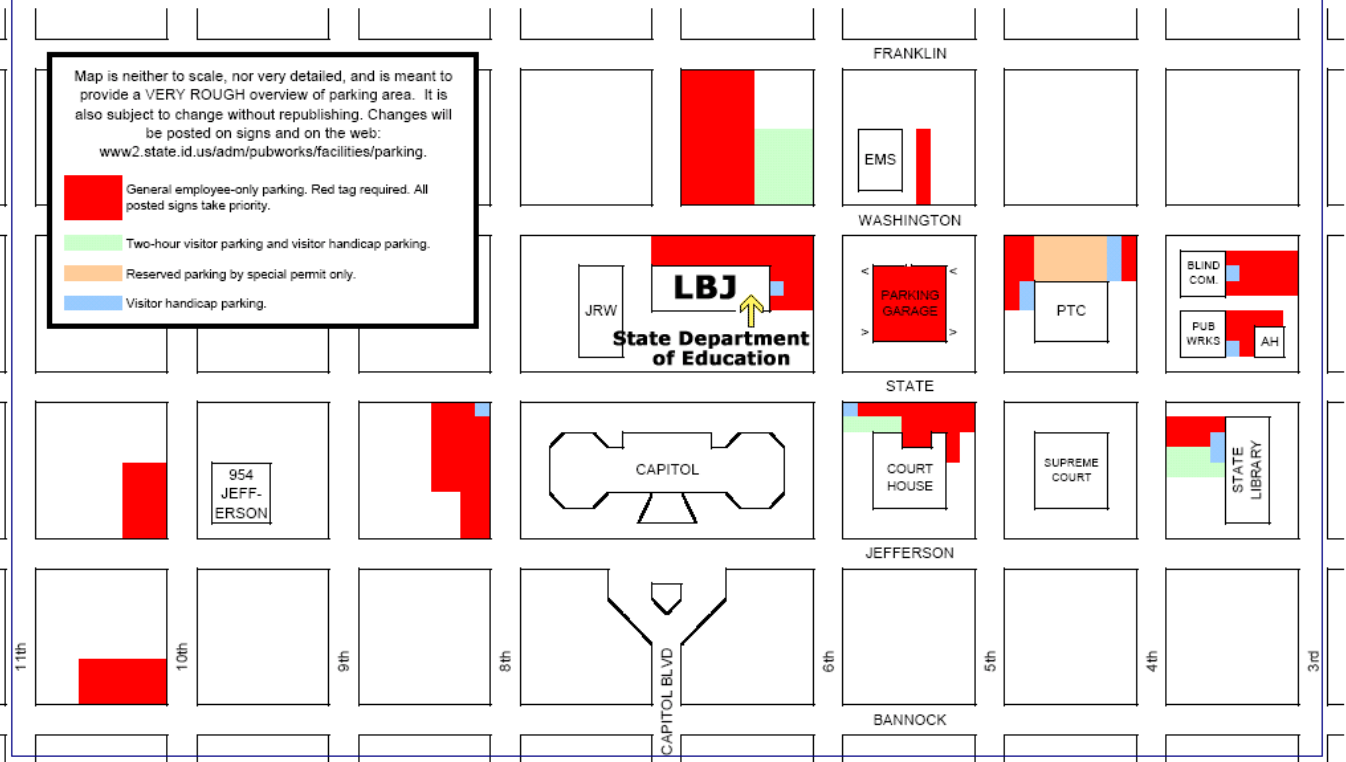 FRANKLIN
Map is neither to scale, nor very detailed, and is meant to
provide a VERY ROUGH overview of parking area. It is
also subject to change without republishing. Changes will
be posted on signs and on the web:
www2.state.id.us/adm/pubworks/facilities/parking.
General employee-only parking. Red tag required. All
posted signs take priority.
Two-hour visitor parking and visitor handicap parking.
Reserved parking by special permit only.
Visitor handicap parking.
EMS
WASHINGTON
JRW
LBJ
State Department
of Education
<
<
PARKING
GARAGE
>
>
PTC
BLIND
COM.
PUB
WRKS
AH
STATE
954
JEFF-
ERSON
CAPITOL
COURT
HOUSE
SUPREME
COURT
STATE
LIBRARY
JEFFERSON
11th
10th
9th
8th
CAPITOL BLVD
6th
5th
4th
3rd
BANNOCK